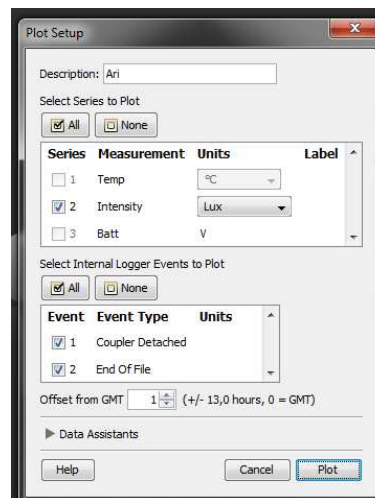 Plot Setup
x
Description: Ari
Select Series to Plot
All None
Series Measurement Units Label
1 Temp °C
2 Intensity Lux
3 Batt V
Select Internal Logger Events to Plot
All None
Event Event Type Units
1 Coupler Detached
2 End Of File
Offset from GMT 1 (+/- 13,0 hours, 0 = GMT)
Data Assistants
Help Cancel Plot